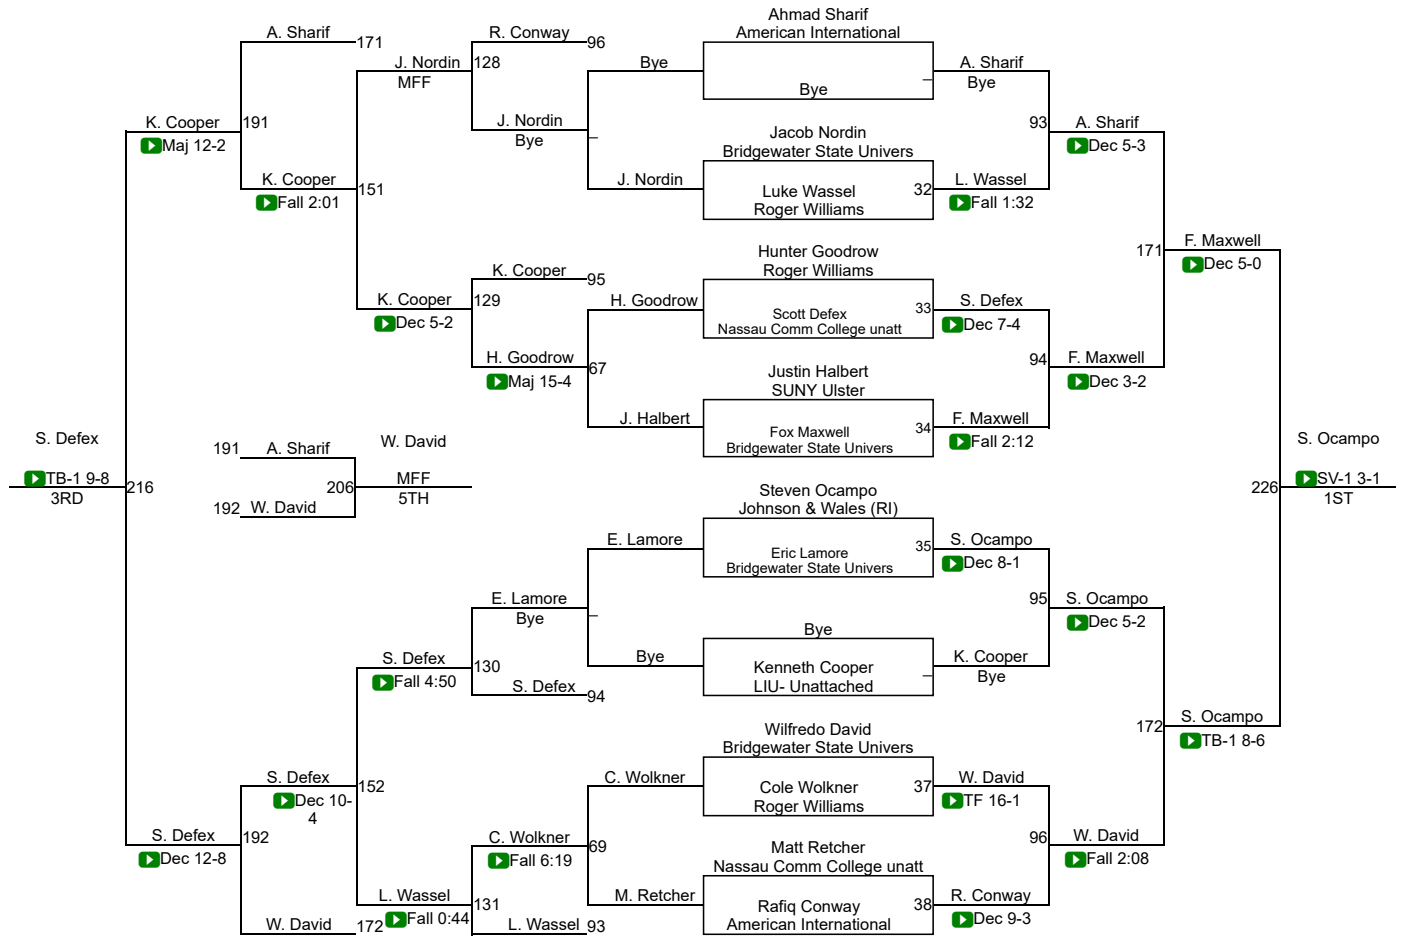 Ahmad Sharif
A. Sharif
R. Conway
American International
171
96
J. Nordin
128
Bye
A. Sharif
MFF
Bye
Bye
K. Cooper
191
J. Nordin
Jacob Nordin
93
A. Sharif
Maj 12-2
Bye
Bridgewater State Univers
Dec 5-3
K. Cooper
151
J. Nordin
Luke Wassel
32
L. Wassel
Fall 2:01
Roger Williams
Fall 1:32
Hunter Goodrow
171
F. Maxwell
K. Cooper
95
Roger Williams
Dec 5-0
K. Cooper
129
H. Goodrow
Scott Defex
33
S. Defex
Dec 5-2
Nassau Comm College unatt
Dec 7-4
H. Goodrow
67
Justin Halbert
94
F. Maxwell
Maj 15-4
SUNY Ulster
Dec 3-2
J. Halbert
Fox Maxwell
34
F. Maxwell
Bridgewater State Univers
Fall 2:12
S. Defex
191
A. Sharif
W. David
S. Ocampo
TB-1 9-8
216
206
MFF
226
SV-1 3-1
3RD
192
W. David
5TH
1ST
Steven Ocampo
Johnson & Wales (RI)
E. Lamore
Eric Lamore
35
S. Ocampo
Bridgewater State Univers
Dec 8-1
E. Lamore
95
S. Ocampo
Bye
Bye
Dec 5-2
S. Defex
130
Bye
Kenneth Cooper
K. Cooper
Fall 4:50
S. Defex
94
LIU- Unattached
Bye
Wilfredo David
172
S. Ocampo
Bridgewater State Univers
TB-1 8-6
S. Defex
152
C. Wolkner
Cole Wolkner
37
W. David
Dec 10-
4
Roger Williams
TF 16-1
S. Defex
192
C. Wolkner
69
Matt Retcher
96
W. David
Dec 12-8
Fall 6:19
Nassau Comm College unatt
Fall 2:08
L. Wassel
131
M. Retcher
Rafiq Conway
38
R. Conway
W. David
172
Fall 0:44
L. Wassel
93
American International
Dec 9-3